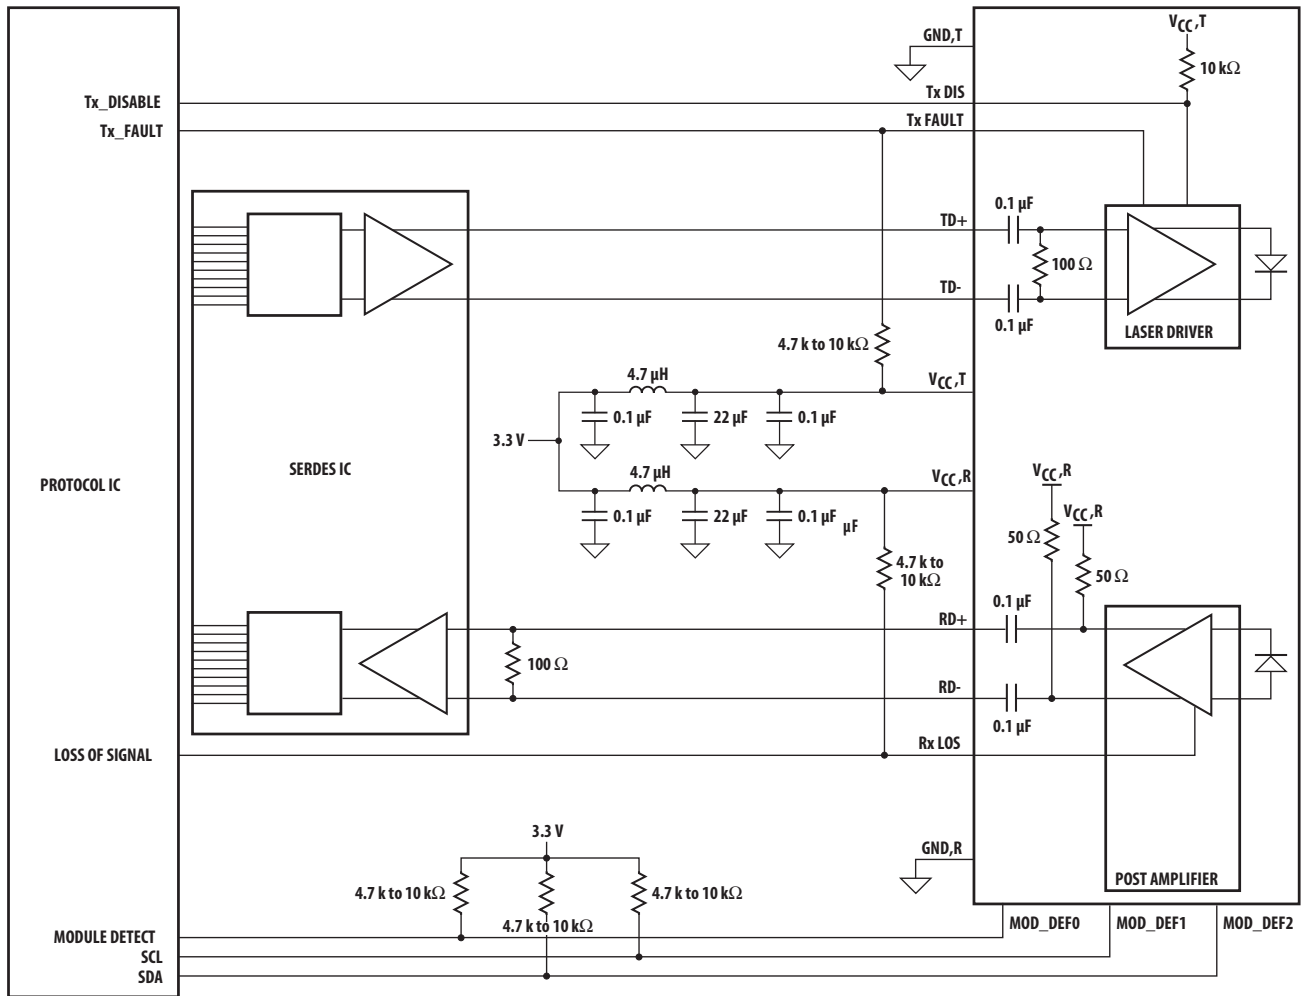 V_CC,T
GND,T
10 kΩ
Tx_DISABLE
Tx DIS
Tx_FAULT
Tx FAULT
0.1 µF
TD+
100 Ω
TD-
0.1 µF
LASER DRIVER
4.7 k to 10 kΩ
4.7 µH
V_CC,T
0.1 µF
22 µF
0.1 µF
3.3 V
SERDES IC
PROTOCOL IC
4.7 µH
V_CC,R
V_CC,R
0.1 µF
22 µF
0.1 µF
µF
V_CC,R
50 Ω
4.7 k to
10 kΩ
50 Ω
0.1 µF
RD+
100 Ω
RD-
0.1 µF
LOSS OF SIGNAL
Rx LOS
3.3 V
GND,R
POST AMPLIFIER
4.7 k to 10 kΩ
4.7 k to 10 kΩ
4.7 k to 10 kΩ
MOD_DEF0
MOD_DEF1
MOD_DEF2
MODULE DETECT
SCL
SDA